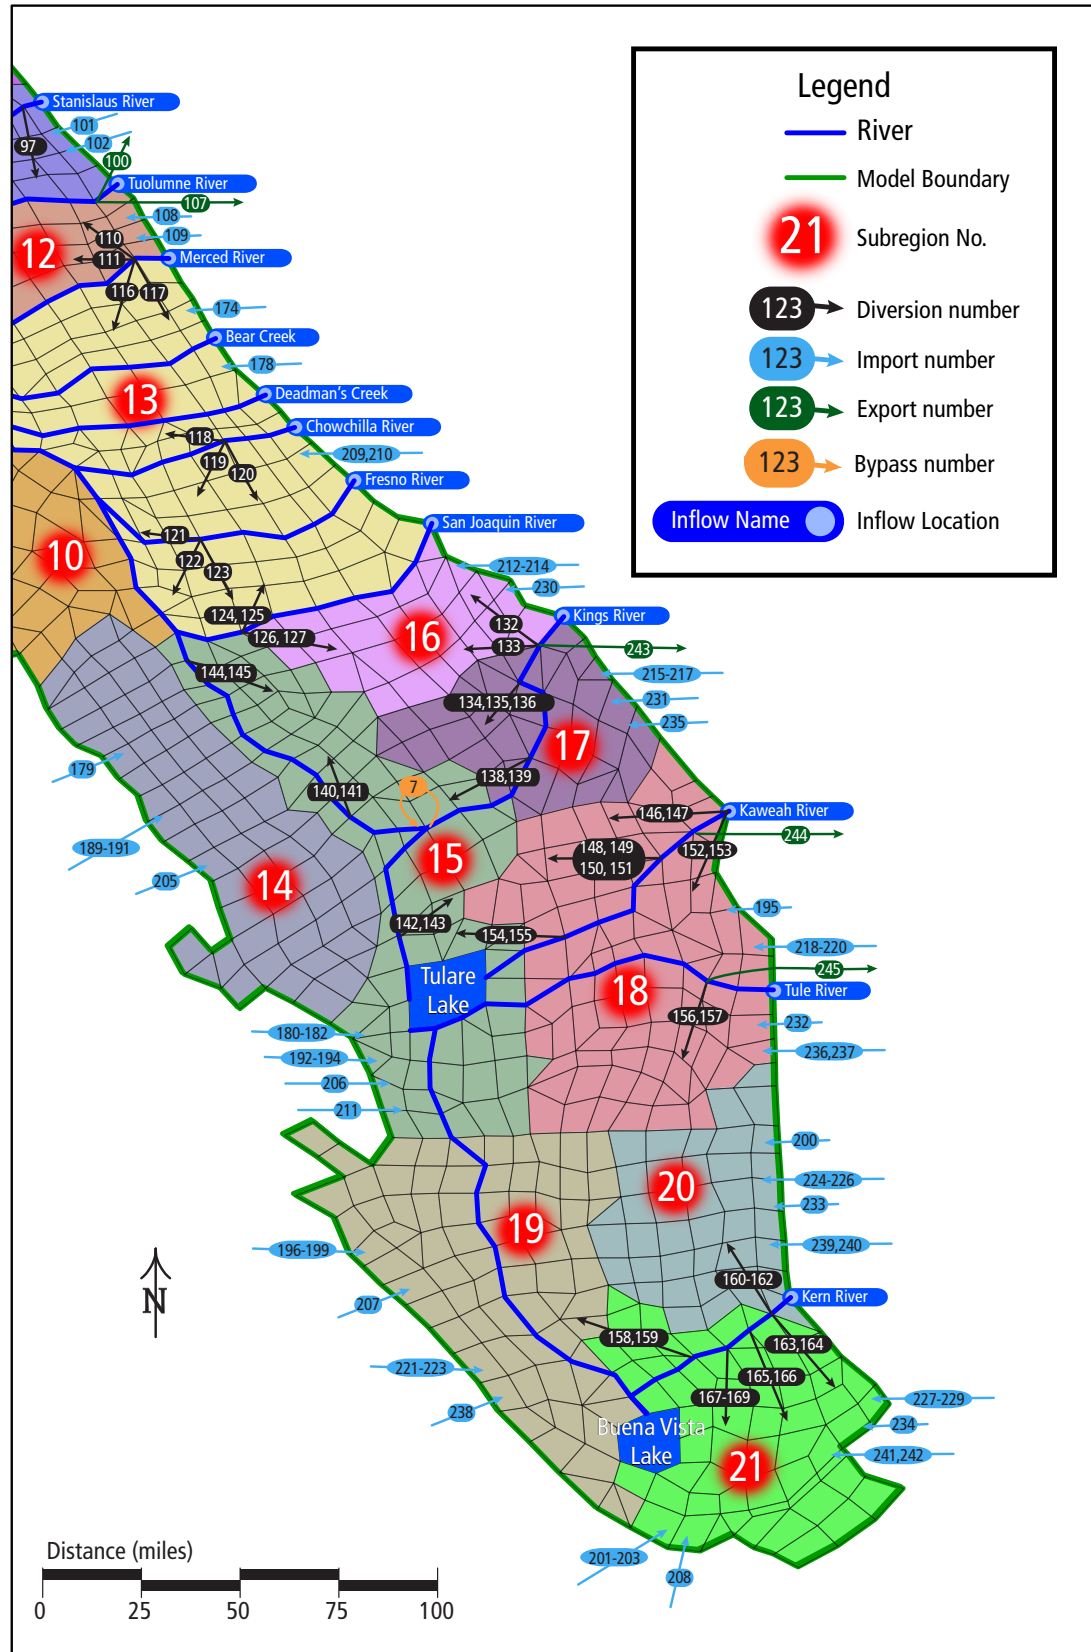 Legend
River
Model Boundary
21 Subregion No.
123 Diversion number
123 Import number
123 Export number
123 Bypass number
Inflow Name Inflow Location
Stanislaus River
101
102
97
100
Tuolumne River
107
108
110
109
12
111
Merced River
116 117
174
Bear Creek
178
13
Deadman's Creek
Chowchilla River
118
209,210
119
120
Fresno River
San Joaquin River
121
10
122
123
212-214
230
124, 125
Kings River
132
126, 127
16
133
243
144,145
215-217
134,135,136
231
235
17
179
138,139
7
140,141
146,147
Kaweah River
244
189-191
148, 149
150, 151
152,153
15
205
14
195
142,143
154,155
218-220
245
Tulare
Lake
18
Tule River
156,157
232
180-182
236,237
192-194
206
211
200
20
224-226
233
19
239,240
196-199
160-162
Kern River
207
158,159
163,164
221-223
165,166
167-169
227-229
238
234
Buena Vista
Lake
241,242
21
N
201-203
208
Distance (miles)
0 25 50 75 100